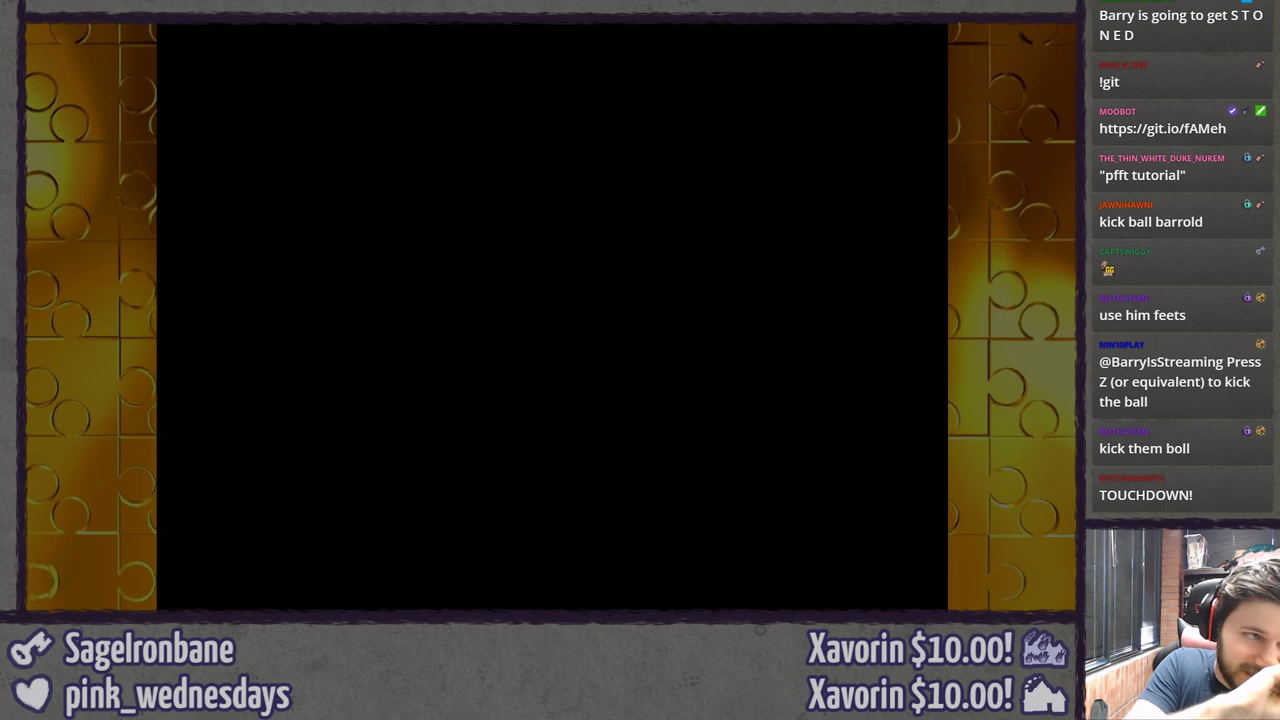 Barry is going to get S T O
N E D
!git
MOOBOT
https://git.io/fAMeh
THE_THIN_WHITE_DUKE_NUKEM
"pfft tutorial"
JAWNIHAWNI
kick ball barrold
CAPTSWIGGY
GG
use him feets
NIN10PLAY
@BarryIsStreaming Press
Z (or equivalent) to kick
the ball
kick them boll
TOUCHDOWN!
SageIronbane
pink_wednesdays
Xavorin $10.00!
Xavorin $10.00!